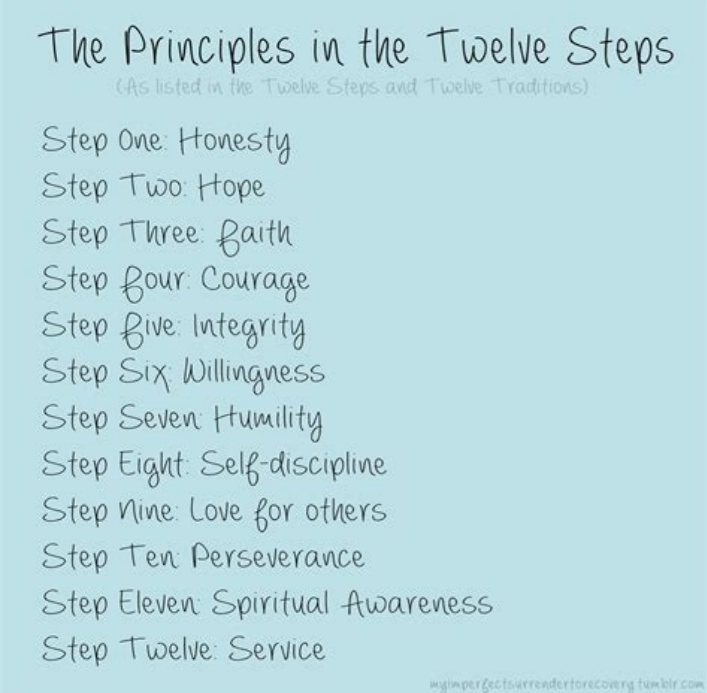 The Principles in the Twelve Steps
(As listed in the Twelve Steps and Twelve Traditions)
Step One: Honesty
Step Two: Hope
Step Three: Faith
Step Four: Courage
Step Five: Integrity
Step Six: Willingness
Step Seven: Humility
Step Eight: Self-discipline
Step Nine: Love for others
Step Ten: Perseverance
Step Eleven: Spiritual Awareness
Step Twelve: Service
myimperfectsurrendertorecovery.tumblr.com